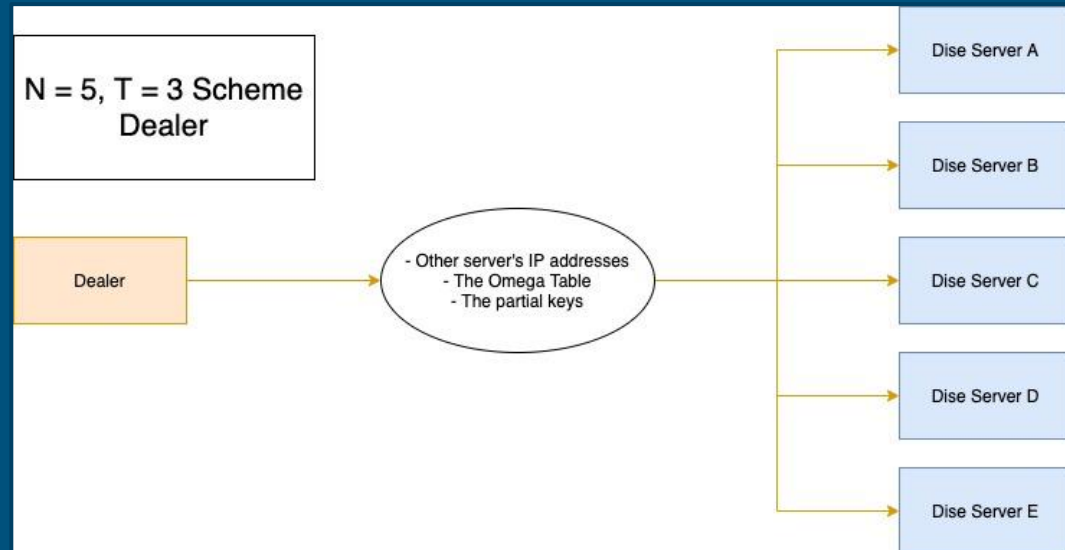 N = 5, T = 3 Scheme
Dealer
Dealer
- Other server's IP addresses
- The Omega Table
- The partial keys
Dise Server A
Dise Server B
Dise Server C
Dise Server D
Dise Server E